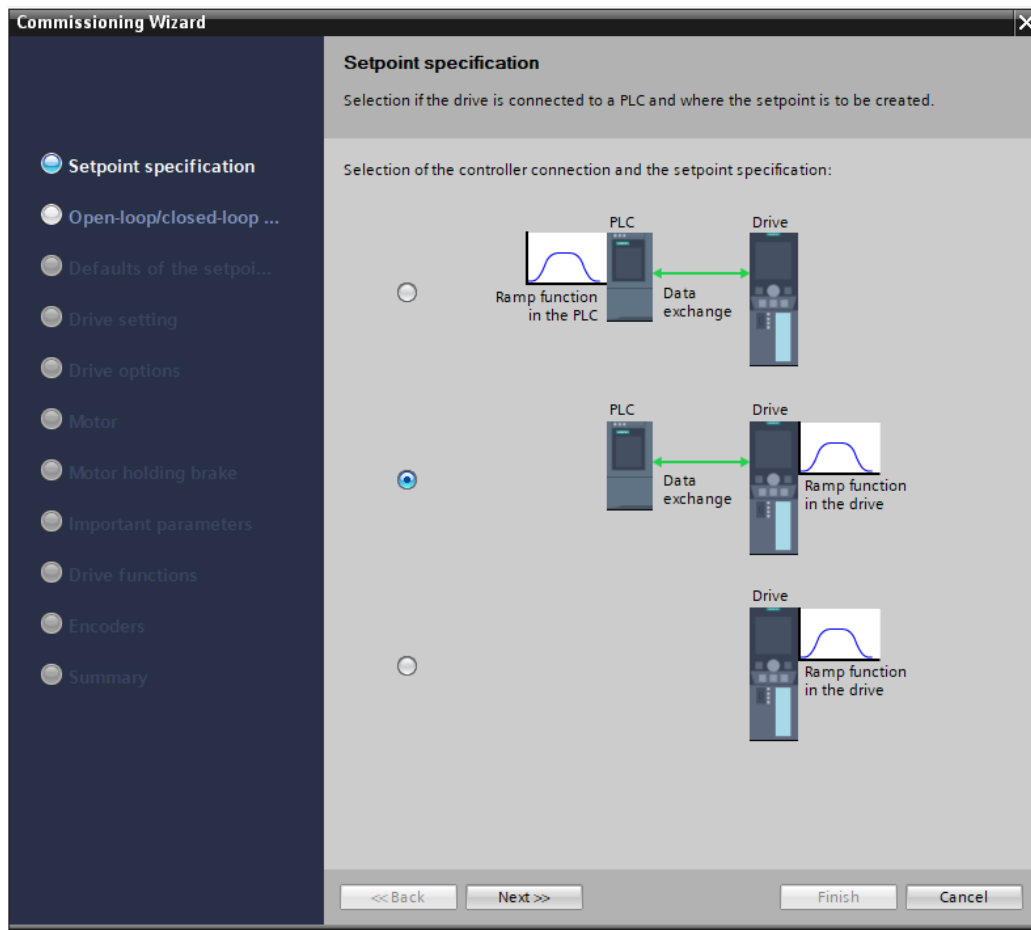 Commissioning Wizard
Setpoint specification
Selection if the drive is connected to a PLC and where the setpoint is to be created.
Setpoint specification
Open-loop/closed-loop ...
Defaults of the setpoi...
Drive setting
Drive options
Motor
Motor holding brake
Important parameters
Drive functions
Encoders
Summary
Selection of the controller connection and the setpoint specification:
PLC
Drive
Ramp function
in the PLC
Data
exchange
PLC
Drive
Data
exchange
Ramp function
in the drive
Drive
Ramp function
in the drive
<<Back
Next>>
Finish
Cancel